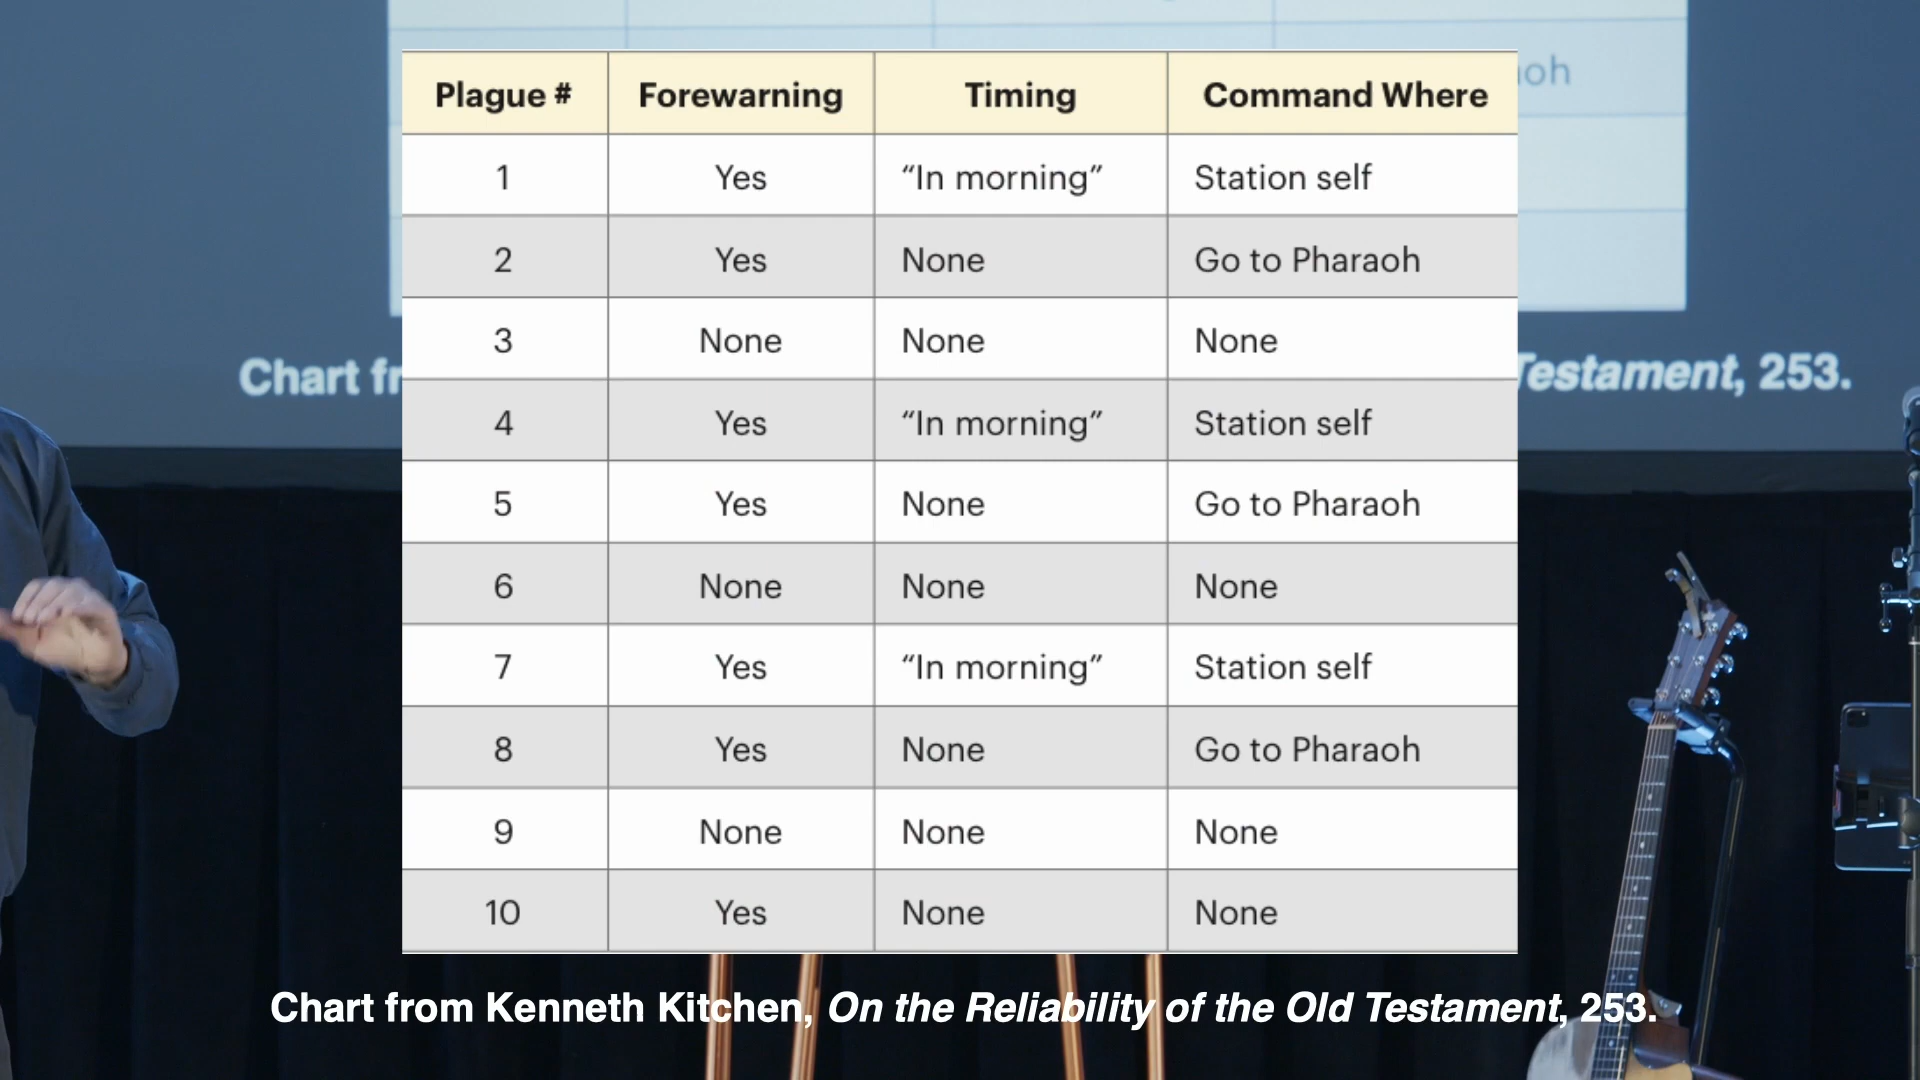 Plague # Forewarning Timing Command Where
1 Yes “In morning” Station self
2 Yes None Go to Pharaoh
3 None None None
4 Yes “In morning” Station self
5 Yes None Go to Pharaoh
6 None None None
7 Yes “In morning” Station self
8 Yes None Go to Pharaoh
9 None None None
10 Yes None None
Chart Testament, 253.
Chart from Kenneth Kitchen, On the Reliability of the Old Testament, 253.